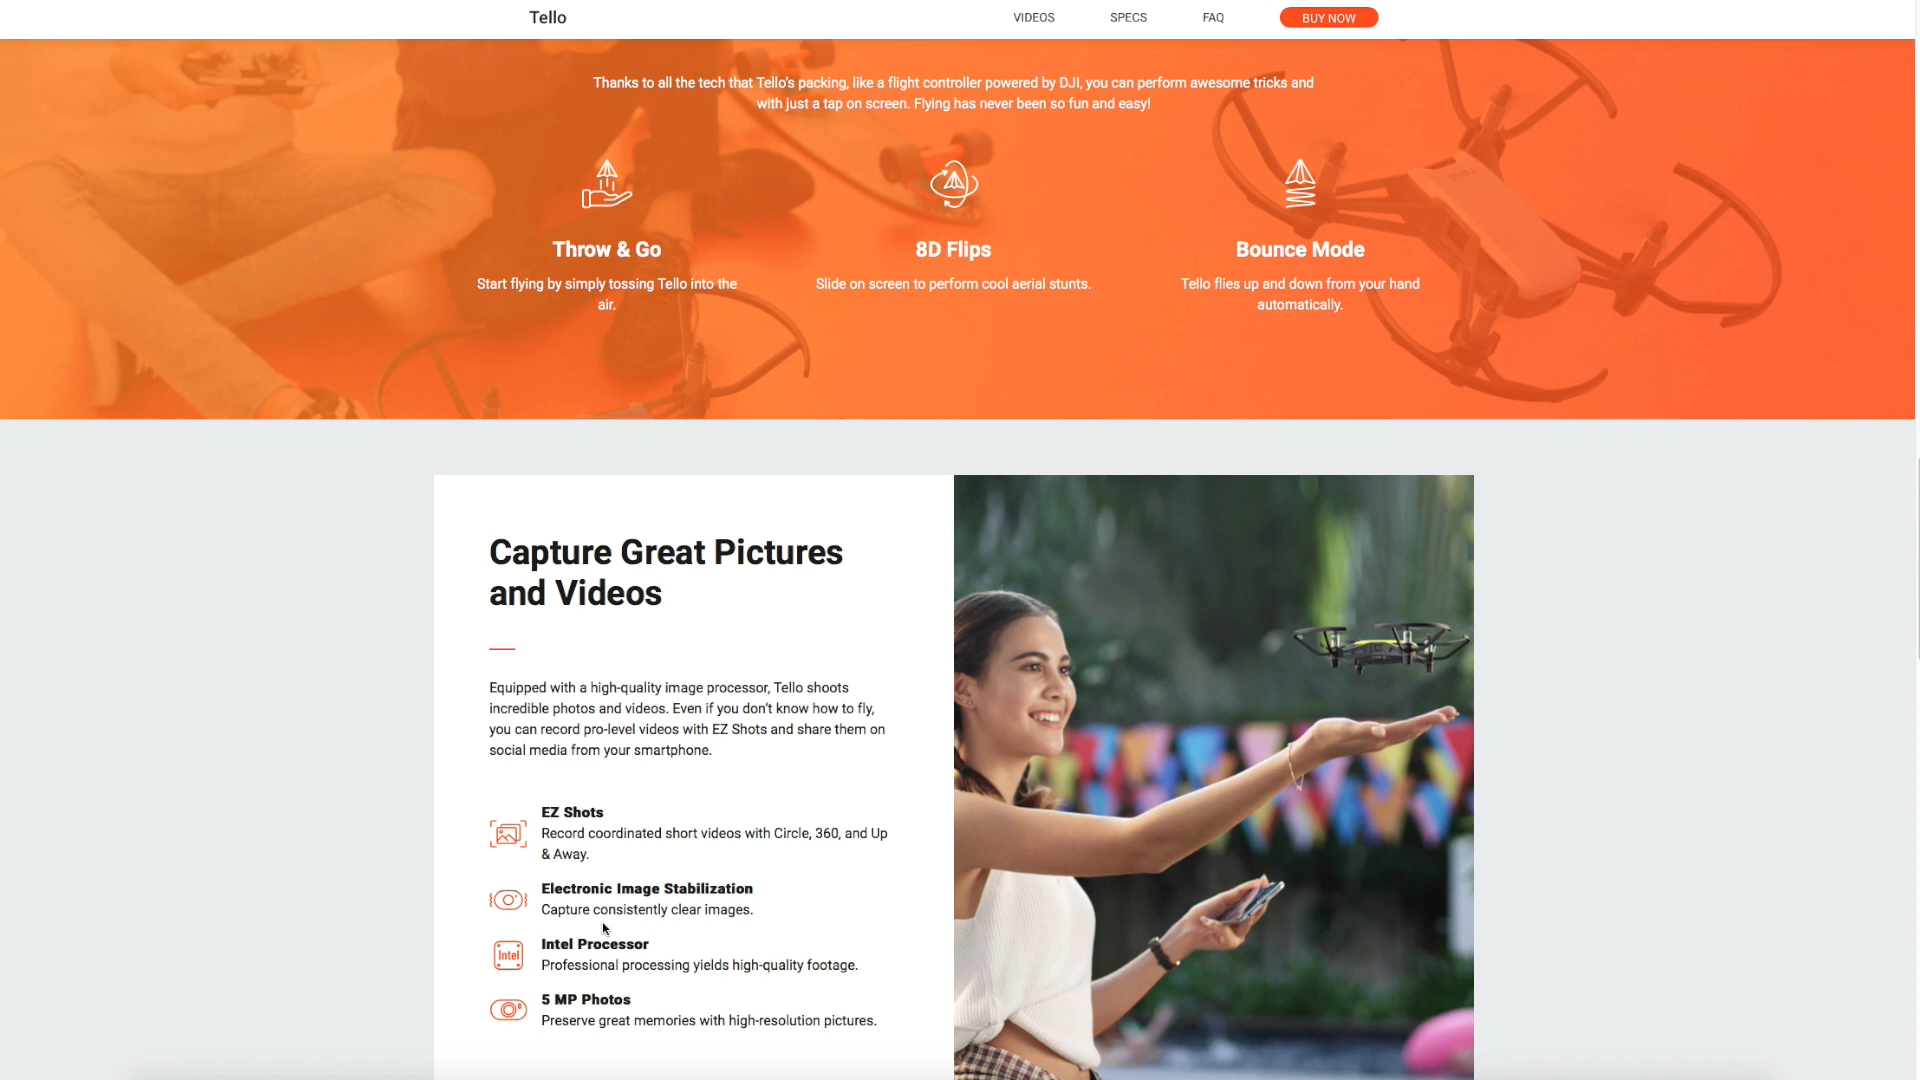 Tello
VIDEOS
SPECS
FAQ
BUY NOW
Thanks to all the tech that Tello's packing, like a flight controller powered by DJI, you can perform awesome tricks and
with just a tap on screen. Flying has never been so fun and easy!
Throw & Go
Start flying by simply tossing Tello into the
air.
8D Flips
Slide on screen to perform cool aerial stunts.
Bounce Mode
Tello flies up and down from your hand
automatically.
TELLO
Capture Great Pictures
and Videos
Equipped with a high-quality image processor, Tello shoots
incredible photos and videos. Even if you don't know how to fly,
you can record pro-level videos with EZ Shots and share them on
social media from your smartphone.
EZ Shots
Record coordinated short videos with Circle, 360, and Up
& Away.
Electronic Image Stabilization
Capture consistently clear images.
Intel
Intel Processor
Professional processing yields high-quality footage.
5 MP Photos
Preserve great memories with high-resolution pictures.